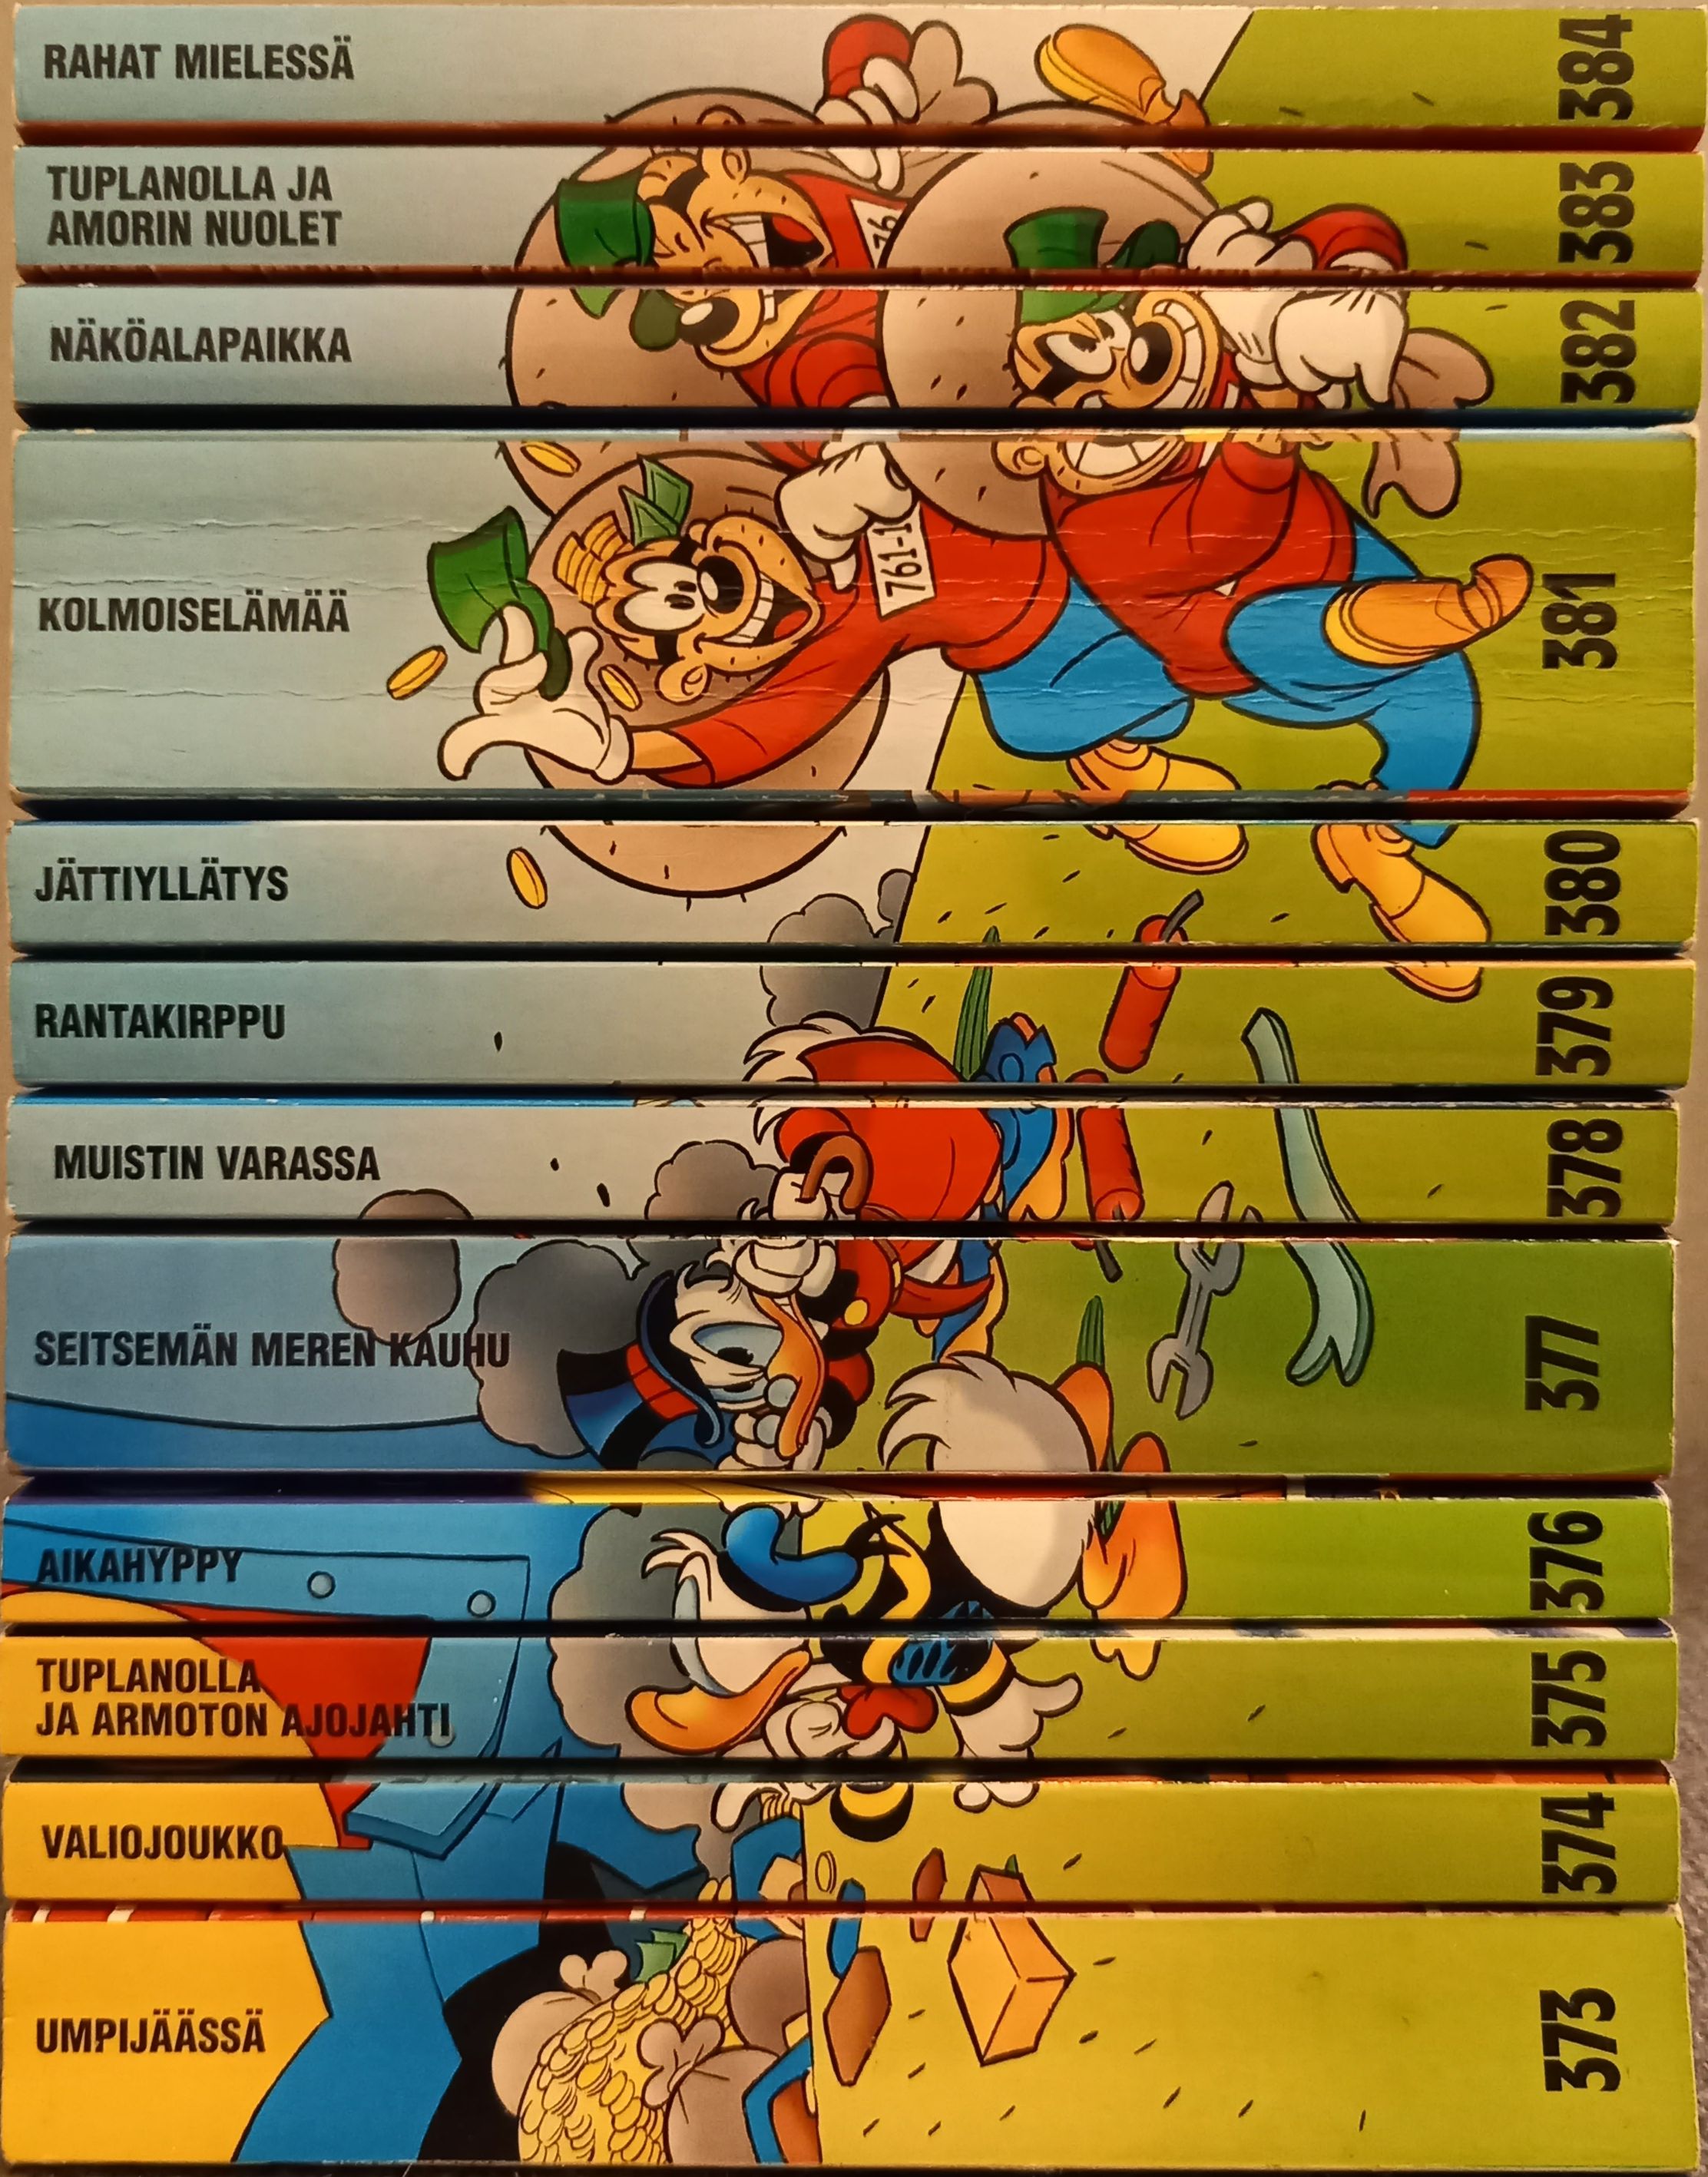 UMPIJÄÄSSÄ
373
VALIOJOUKKO
374
TUPLANOLLA
JA ARMOTON AJOJAHTI
375
AIKAHYPPY
376
SEITSEMÄN MEREN KAUHU
377
MUISTIN VARASSA
378
RANTAKIRPPU
379
JÄTTIYLLÄTYS
380
KOLMOISELÄMÄÄ
761-1
381
NÄKÖALAPAIKKA
382
TUPLANOLLA JA
AMORIN NUOLET
76
383
RAHAT MIELESSÄ
384